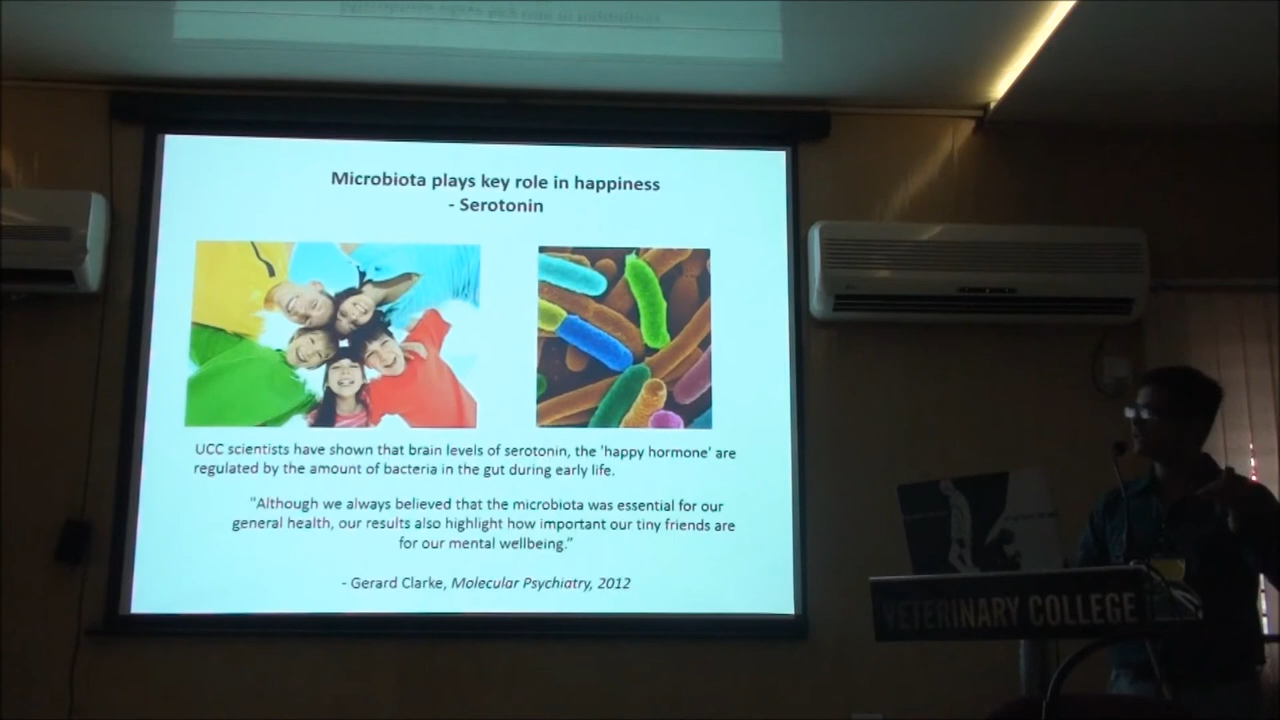 Microbiota plays key role in happiness
- Serotonin
UCC scientists have shown that brain levels of serotonin, the 'happy hormone' are
regulated by the amount of bacteria in the gut during early life.
"Although we always believed that the microbiota was essential for our
general health, our results also highlight how important our tiny friends are
for our mental wellbeing."
- Gerard Clarke, Molecular Psychiatry, 2012
VETERINARY COLLEGE